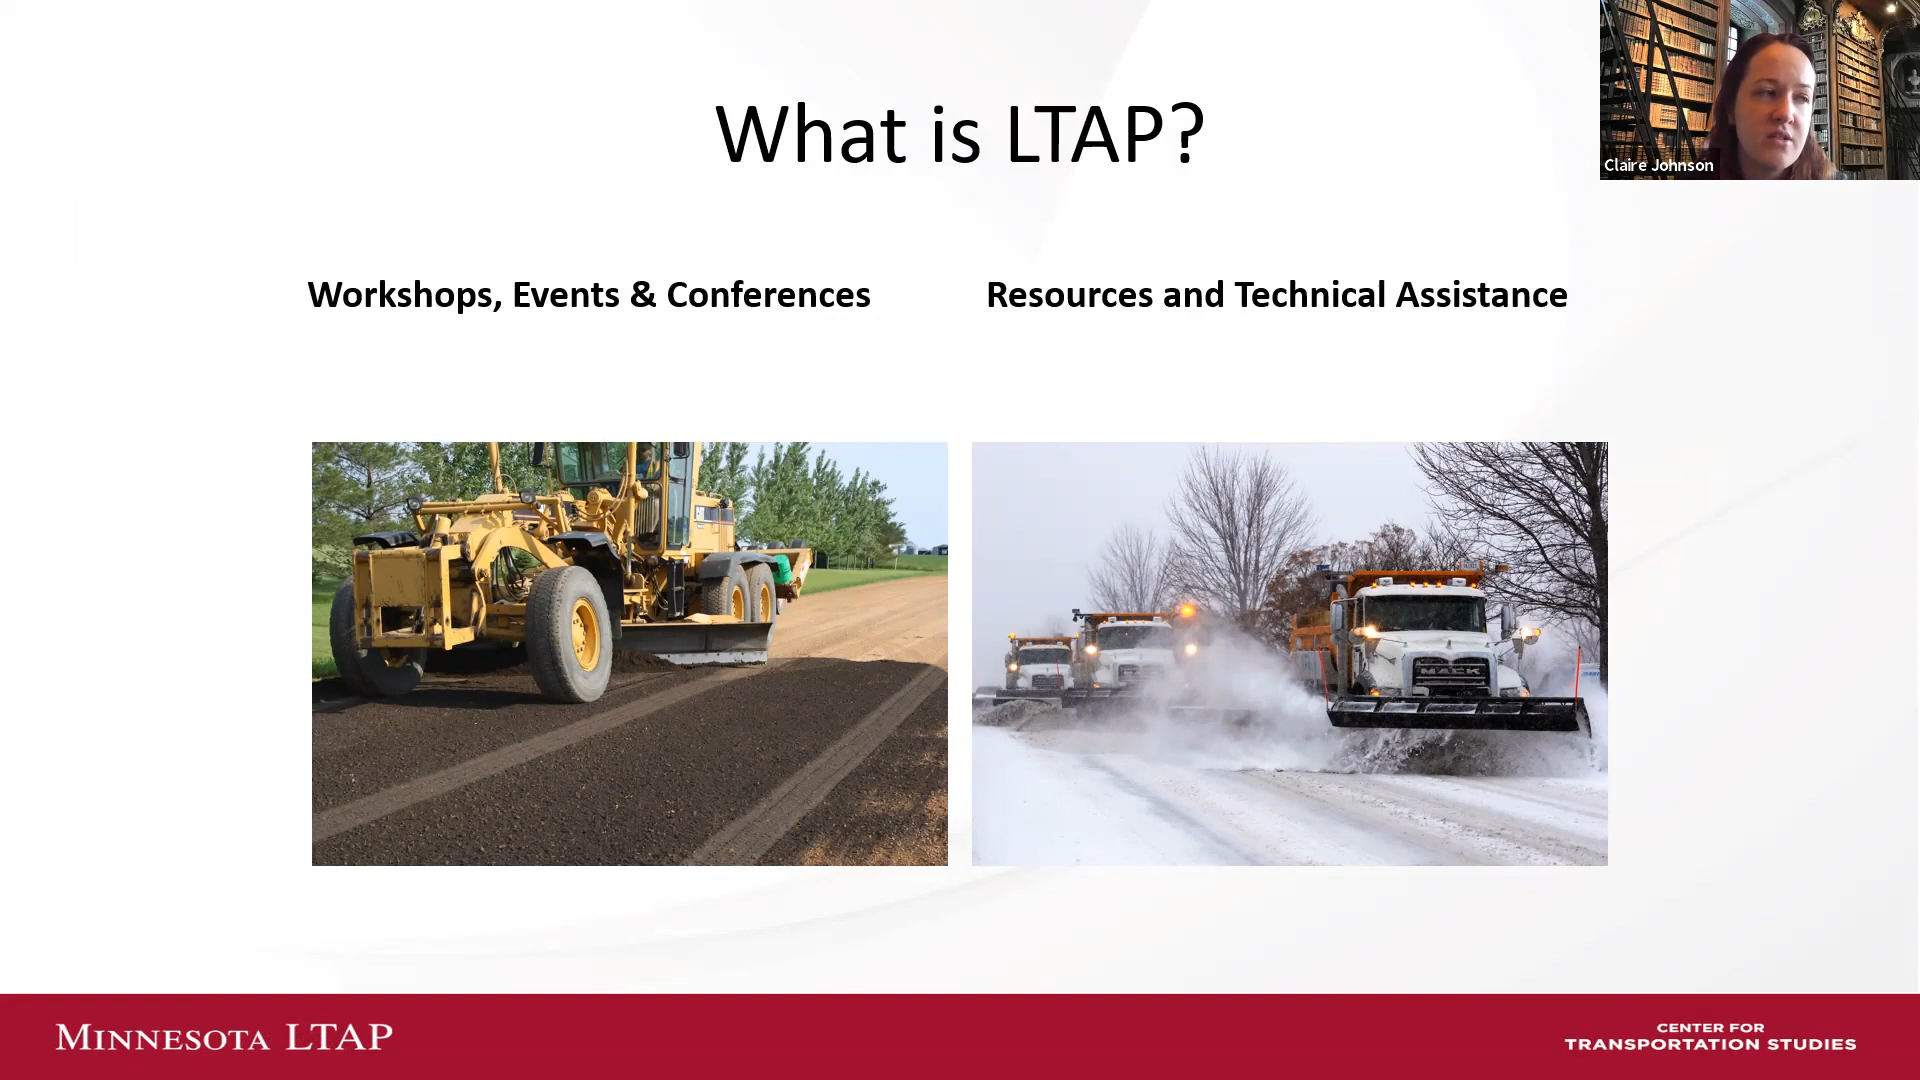 What is LTAP?
Claire Johnson
Workshops, Events & Conferences
Resources and Technical Assistance
CAT
MACK
MINNESOTA LTAP
CENTER FOR
TRANSPORTATION STUDIES